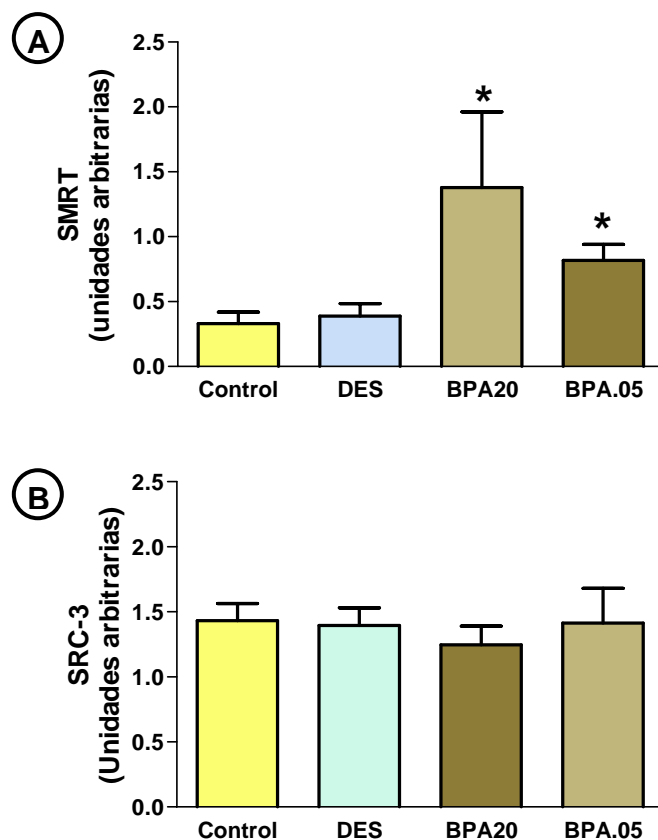 A
SMRT
(unidades arbitrarias)
2.5
2.0
1.5
1.0
0.5
0.0
*
*
Control DES BPA20 BPA.05
B
SRC-3
(Unidades arbitrarias)
2.5
2.0
1.5
1.0
0.5
0.0
Control DES BPA20 BPA.05